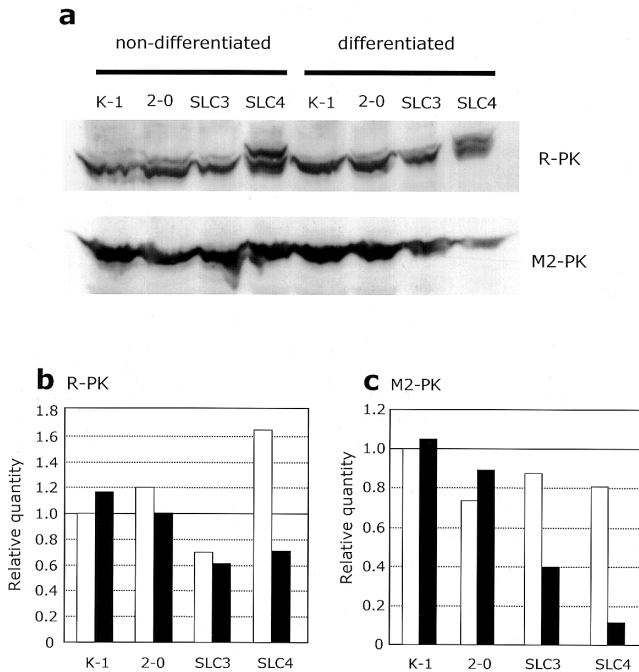 a
non-differentiated differentiated
K-1 2-0 SLC3 SLC4 K-1 2-0 SLC3 SLC4
R-PK
M2-PK
b R-PK
Relative quantity
1.8
1.6
1.4
1.2
1.0
0.8
0.6
0.4
0.2
0
K-1 2-0 SLC3 SLC4
c M2-PK
Relative quantity
1.2
1.0
0.8
0.6
0.4
0.2
0
K-1 2-0 SLC3 SLC4